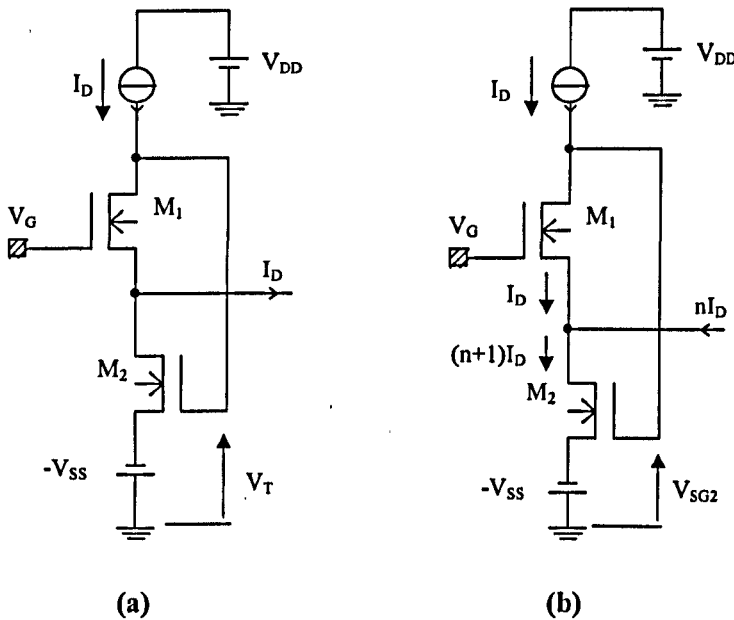 V_DD
I_D
M_1
V_G
I_D
M_2
-V_SS
V_T
(a)
V_DD
I_D
M_1
V_G
I_D
nI_D
(n+1)I_D
M_2
-V_SS
V_SG2
(b)